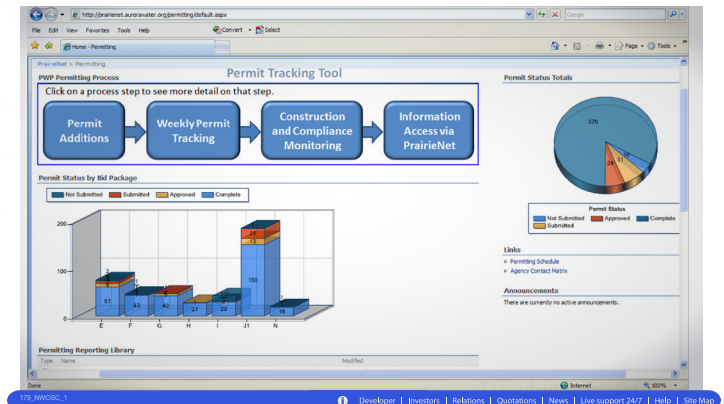 http://prairienet.aurorawater.org/permitting/default.aspx
Google
File Edit View Favorites Tools Help
Convert Select
Home - Permitting
Page Tools
PrairieNet > Permitting
PWP Permitting Process
Permit Tracking Tool
Click on a process step to see more detail on that step.
Permit Additions
Weekly Permit Tracking
Construction and Compliance Monitoring
Information Access via PrairieNet
Permit Status by Bid Package
Not Submitted Submitted Approved Complete
200
100
0
61
43
42
27
29
150
13
21
18
E F G H I J1 N
Permitting Reporting Library
Type Name Modified
Permit Status Totals
370
28
31
Permit Status
Not Submitted Approved Complete
Submitted
Links
Permitting Schedule
Agency Contact Matrix
Announcements
There are currently no active announcements.
Done
Internet
100%
179_NWOSC_1
Developer | Investors | Relations | Quotations | News | Live support 24/7 | Help | Site Map